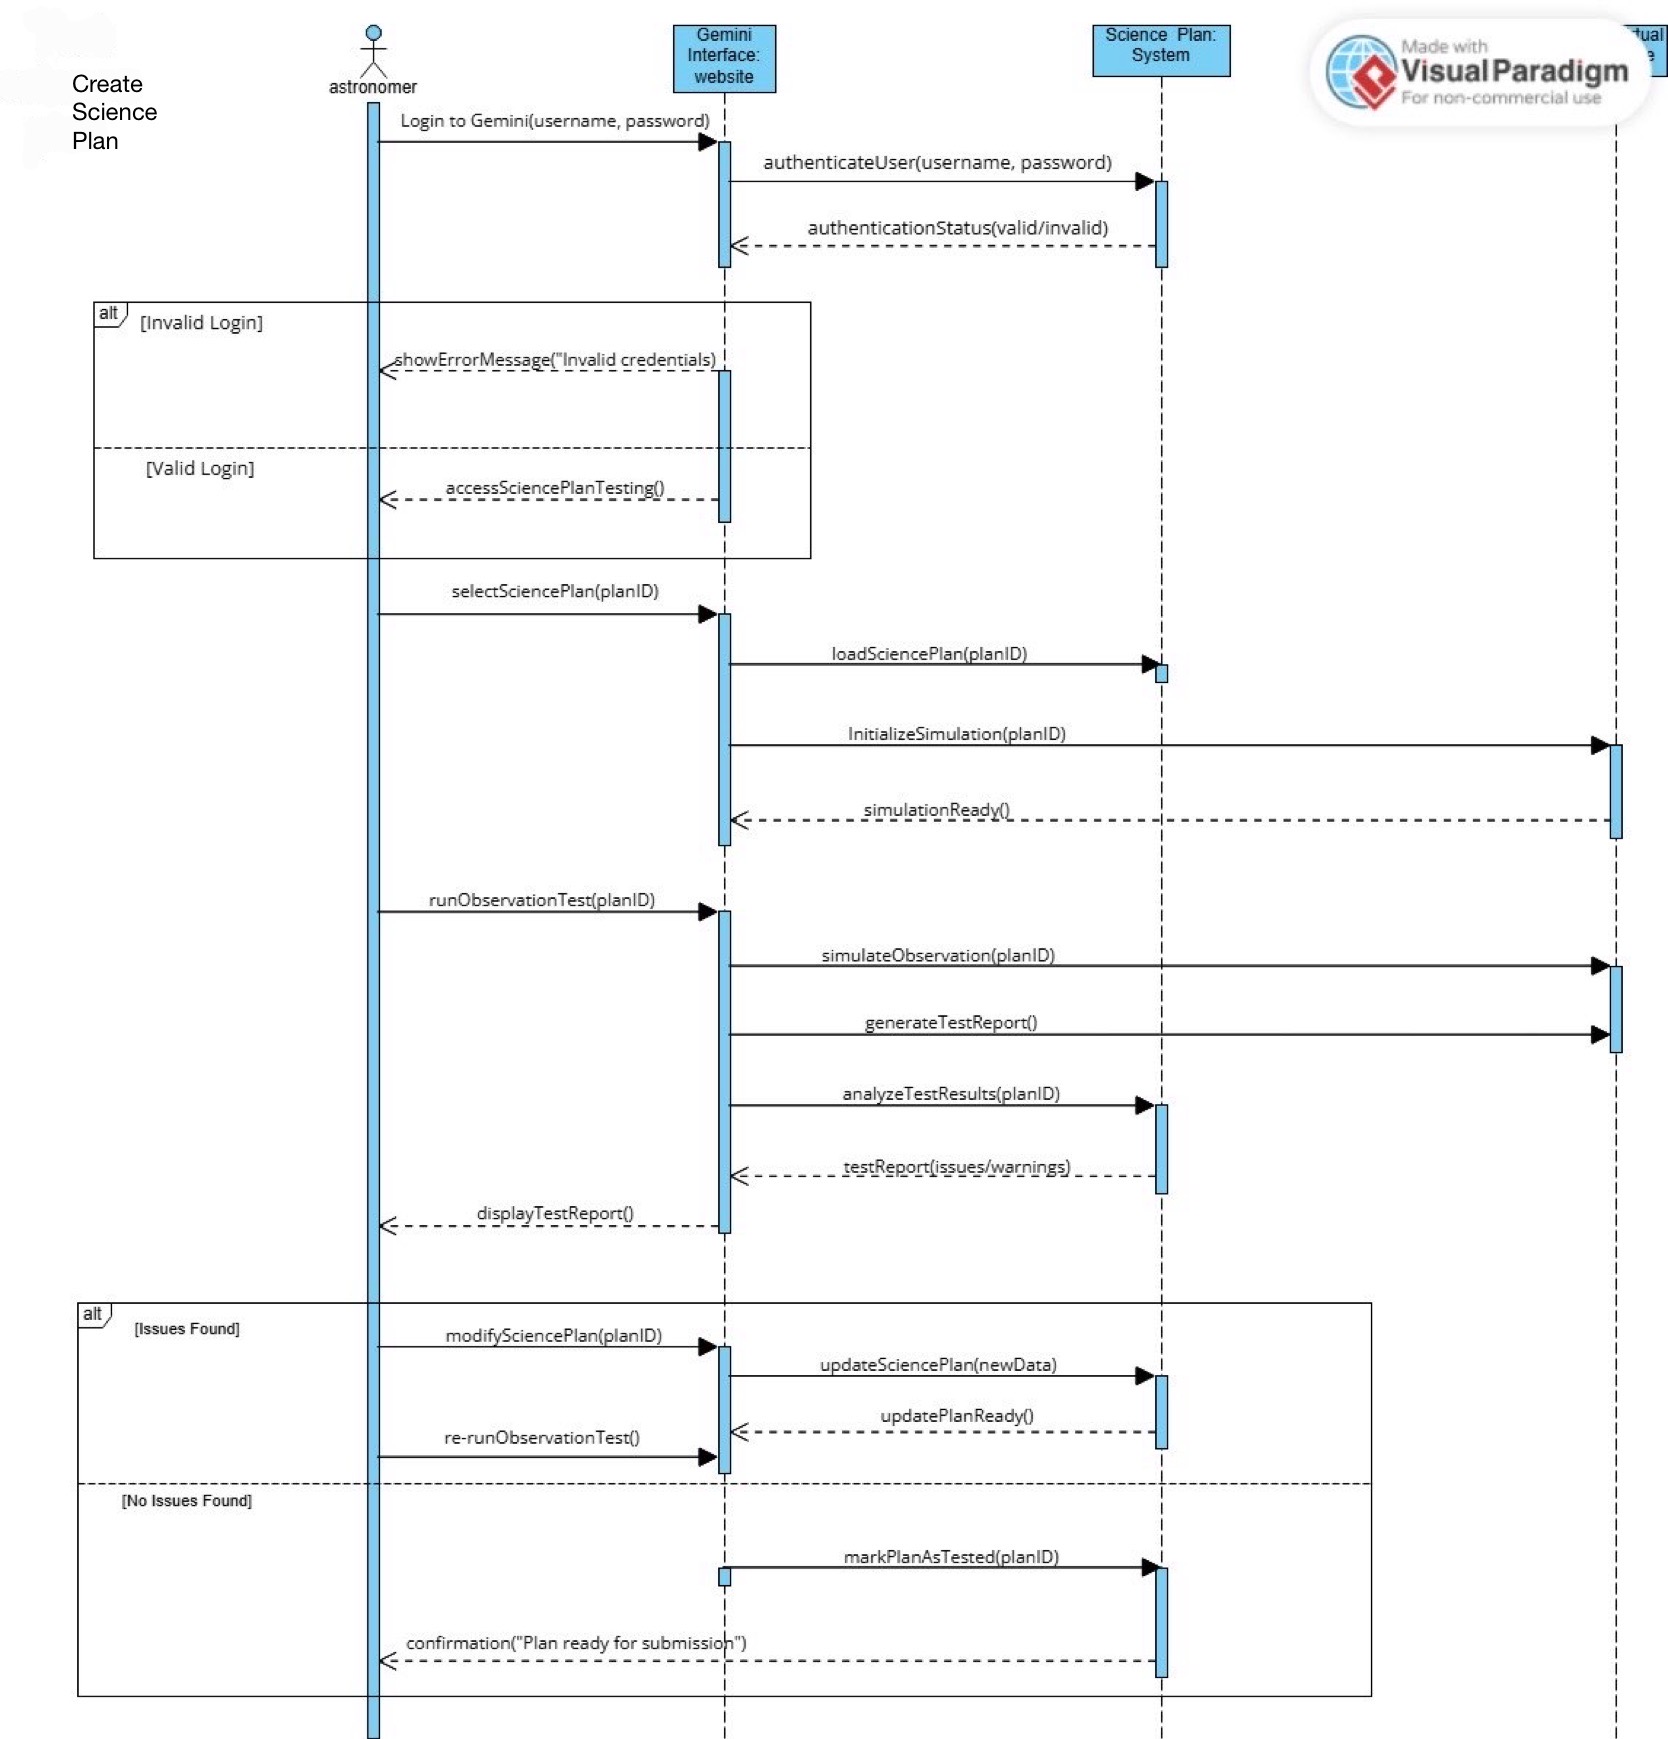 Create
Science
Plan
astronomer
Gemini
Interface:
website
Science Plan:
System
Made with
Visual Paradigm
For non-commercial use
Login to Gemini(username, password)
authenticateUser(username, password)
authenticationStatus(valid/invalid)
alt
[Invalid Login]
showErrorMessage("Invalid credentials)
[Valid Login]
accessSciencePlanTesting()
selectSciencePlan(planID)
loadSciencePlan(planID)
InitializeSimulation(planID)
simulationReady()
runObservationTest(planID)
simulateObservation(planID)
generateTestReport()
analyzeTestResults(planID)
testReport(issues/warnings)
displayTestReport()
alt
[Issues Found]
modifySciencePlan(planID)
updateSciencePlan(newData)
updatePlanReady()
re-runObservationTest()
[No Issues Found]
markPlanAsTested(planID)
confirmation("Plan ready for submission")